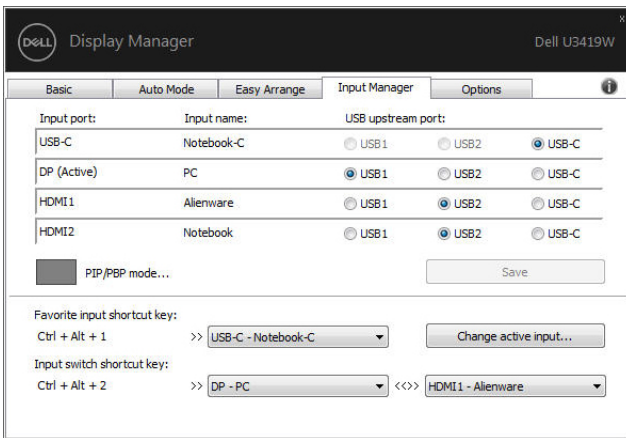 x
DELL Display Manager Dell U3419W
Basic Auto Mode Easy Arrange Input Manager Options i
Input port: Input name: USB upstream port:
USB-C Notebook-C USB1 USB2 USB-C
DP (Active) PC USB1 USB2 USB-C
HDMI1 Alienware USB1 USB2 USB-C
HDMI2 Notebook USB1 USB2 USB-C
PIP/PBP mode... Save
Favorite input shortcut key:
Ctrl + Alt + 1 >> USB-C - Notebook-C Change active input...
Input switch shortcut key:
Ctrl + Alt + 2 >> DP - PC <<>> HDMI1 - Alienware